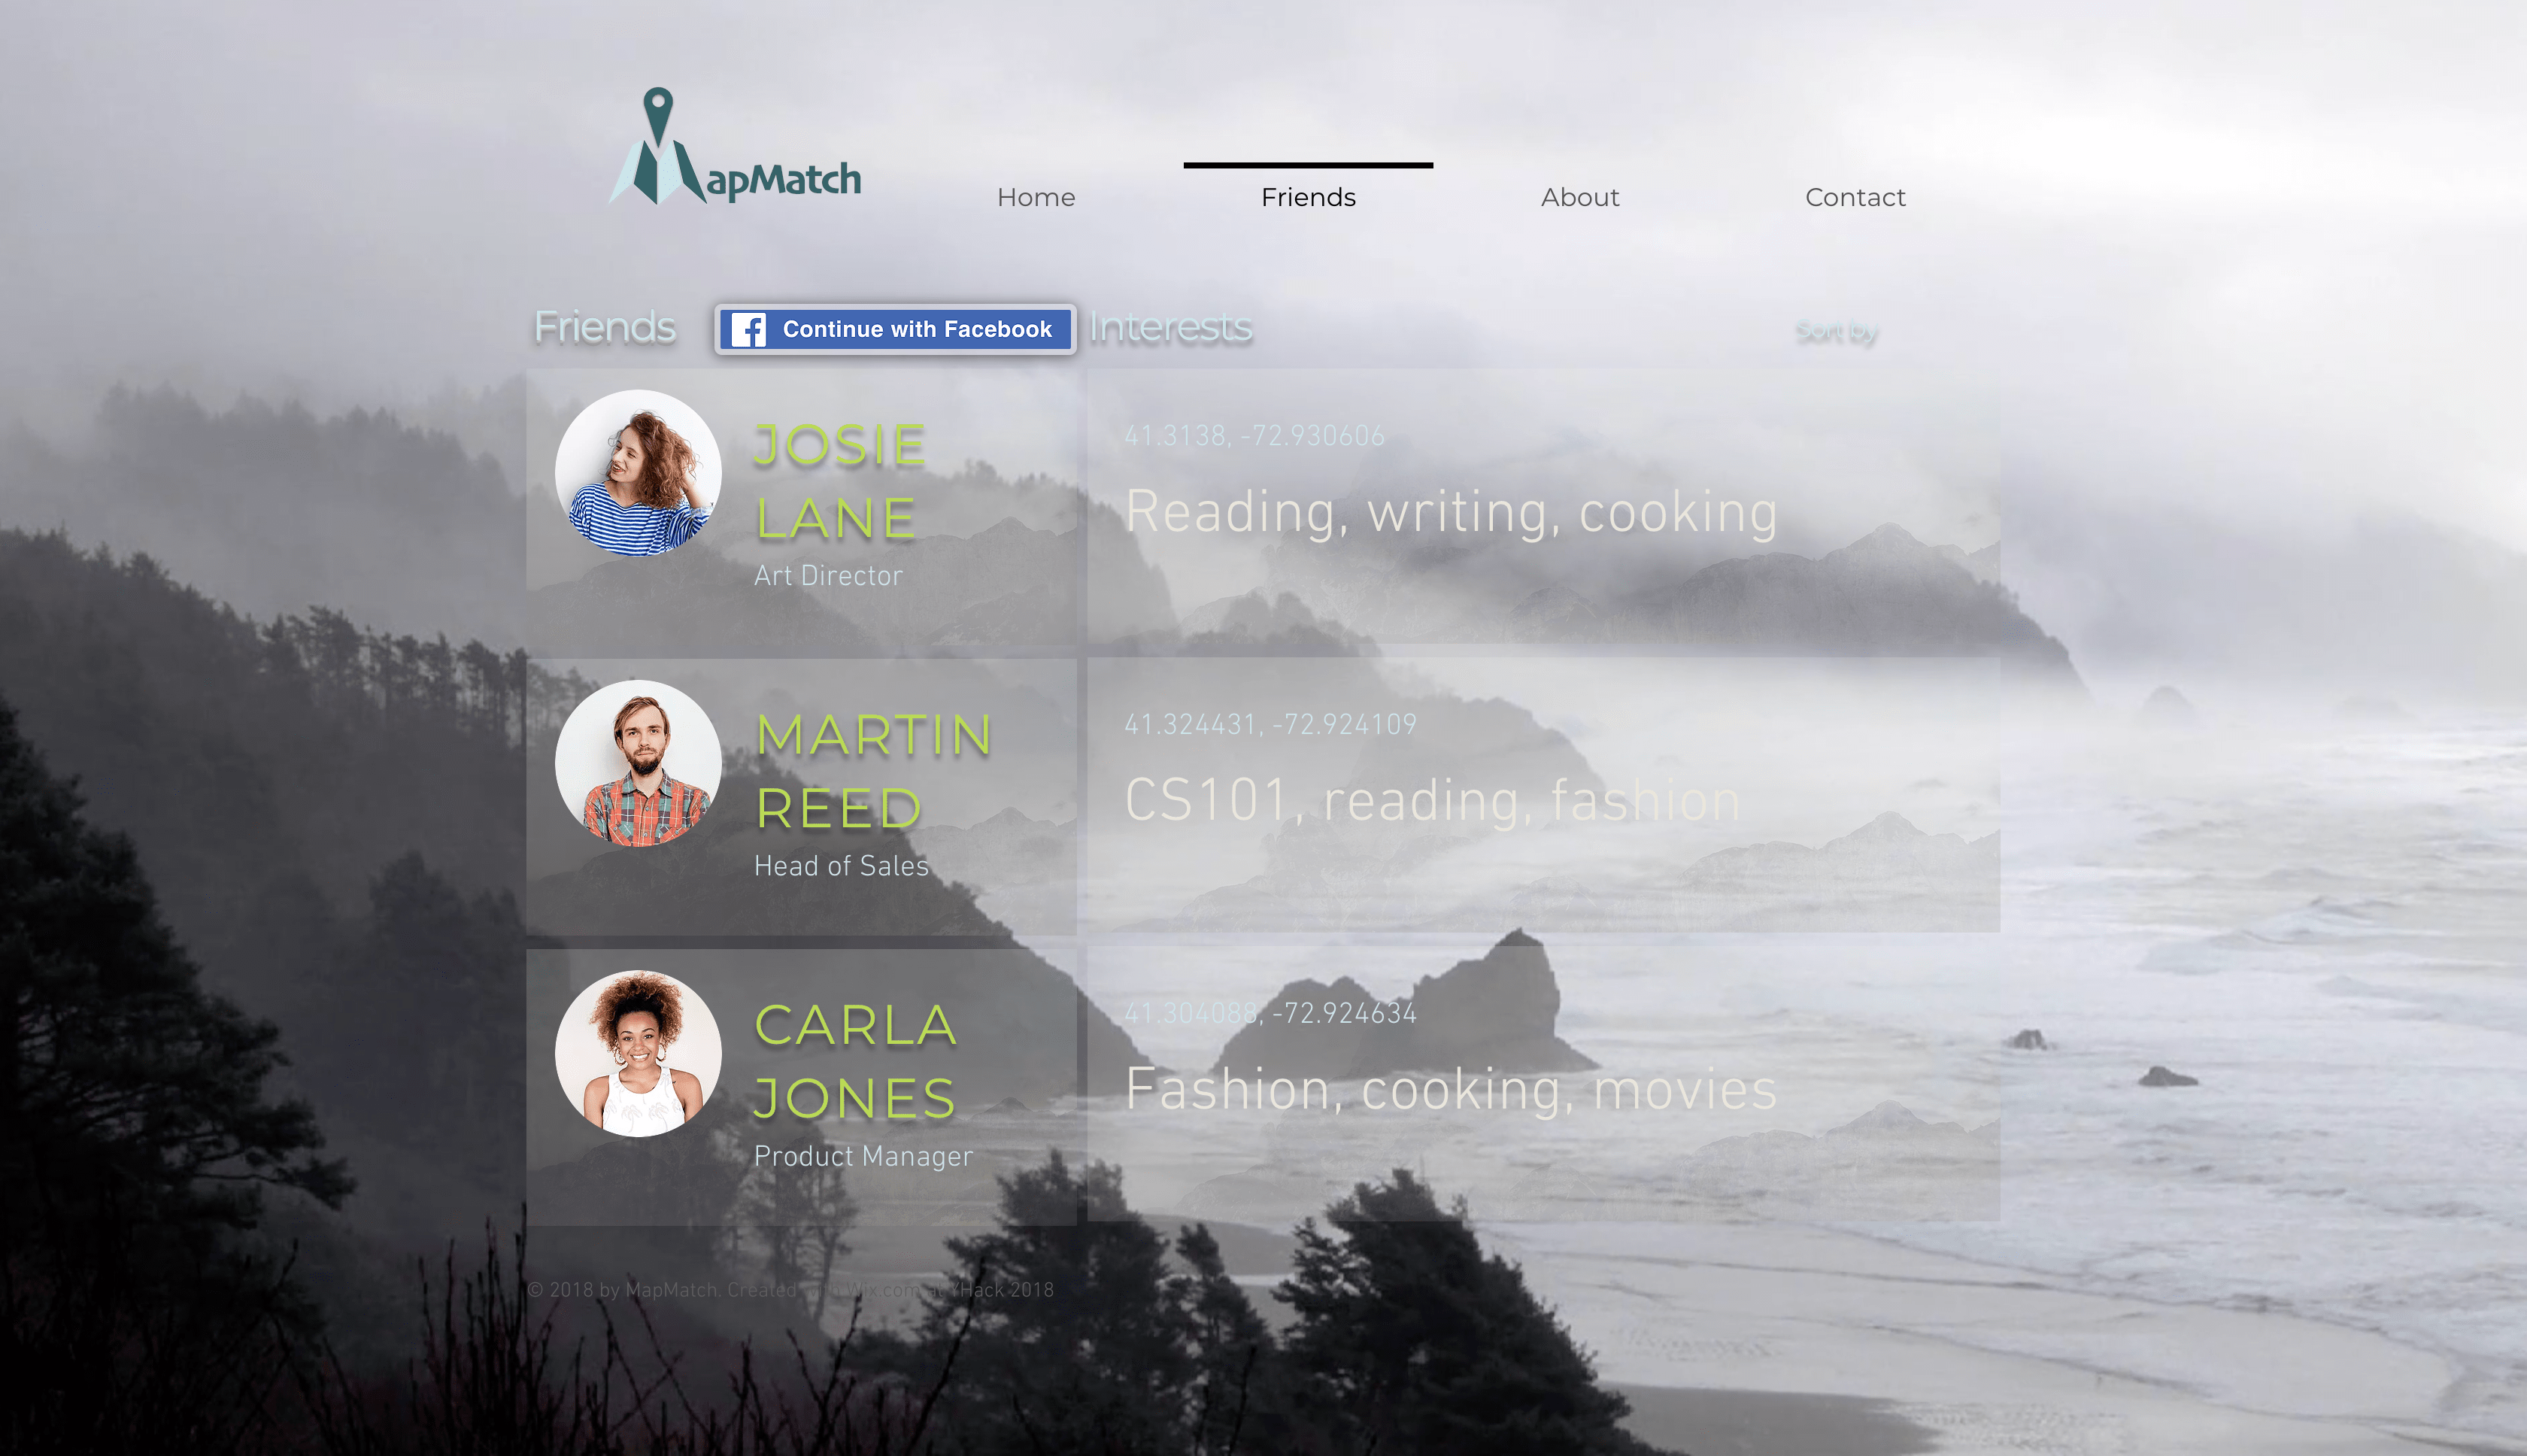 MapMatch
Home
Friends
About
Contact
Friends
Continue with Facebook
Interests
Sort by
JOSIE
LANE
Art Director
41.3138, -72.930606
Reading, writing, cooking
MARTIN
REED
Head of Sales
41.324431, -72.924109
CS101, reading, fashion
CARLA
JONES
Product Manager
41.304088, -72.924634
Fashion, cooking, movies
© 2018 by MapMatch. Created with Wix.com at YHack 2018